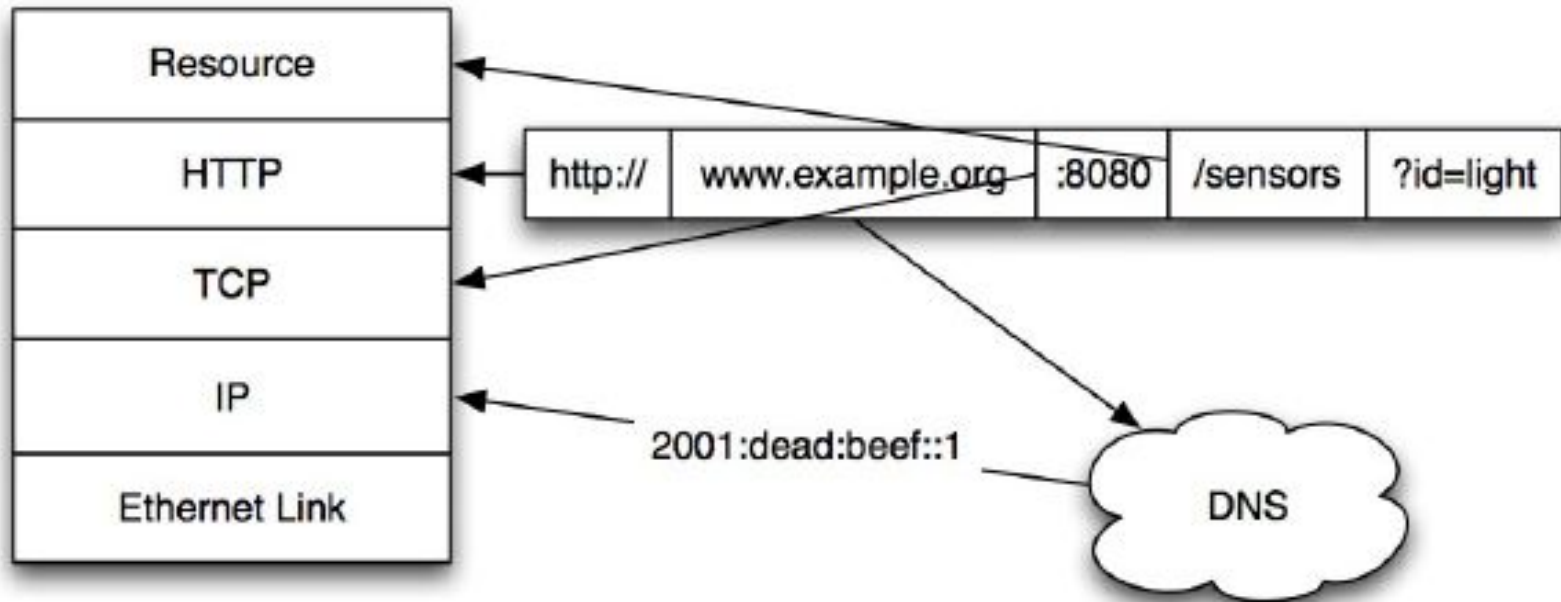 Resource
HTTP
TCP
IP
Ethernet Link
http://
www.example.org
:8080
/sensors
?id=light
2001:dead:beef::1
DNS